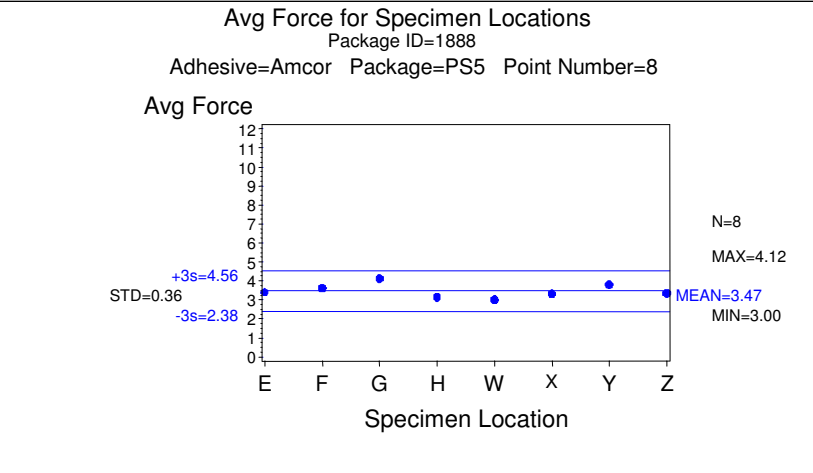 Avg Force for Specimen Locations
Package ID=1888
Adhesive=Amcor Package=PS5 Point Number=8
Avg Force
12
11
10
9
8
7
6
5
4
3
2
1
0
+3s=4.56
STD=0.36
-3s=2.38
N=8
MAX=4.12
MEAN=3.47
MIN=3.00
E F G H W X Y Z
Specimen Location